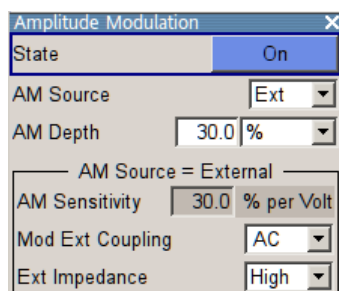 Amplitude Modulation
State On
AM Source Ext
AM Depth 30.0 %
AM Source = External
AM Sensitivity 30.0 % per Volt
Mod Ext Coupling AC
Ext Impedance High